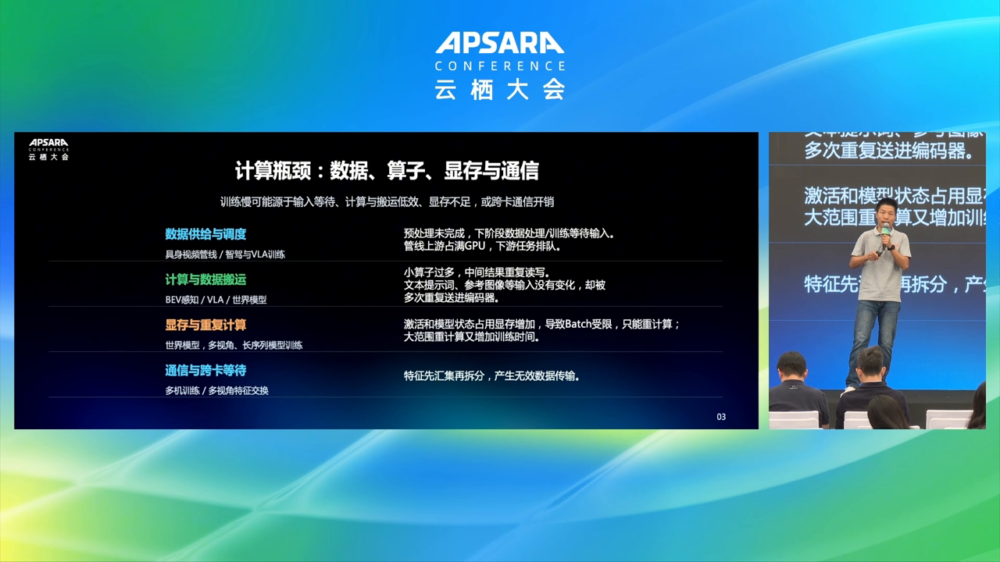 APSARA
CONFERENCE
云栖大会
APSARA
CONFERENCE
云栖大会
计算瓶颈：数据、算子、显存与通信
训练慢可能源于输入等待、计算与搬运低效、显存不足，或跨卡通信开销
数据供给与调度
具身视频管线 / 智驾与VLA训练
预处理未完成，下阶段数据处理/训练等待输入。
管线上游占满GPU，下游任务排队。
计算与数据搬运
BEV感知 / VLA / 世界模型
小算子过多，中间结果重复读写。
文本提示词、参考图像等输入没有变化，却被
多次重复送进编码器。
显存与重复计算
世界模型，多视角、长序列模型训练
激活和模型状态占用显存增加，导致Batch受限，只能重计算；
大范围重计算又增加训练时间。
通信与跨卡等待
多机训练 / 多视角特征交换
特征先汇集再拆分，产生无效数据传输。
03
文本提示词、参考图像
多次重复送进编码器。
激活和模型状态占用显
大范围重 算又增加训
特征先 再拆分，产